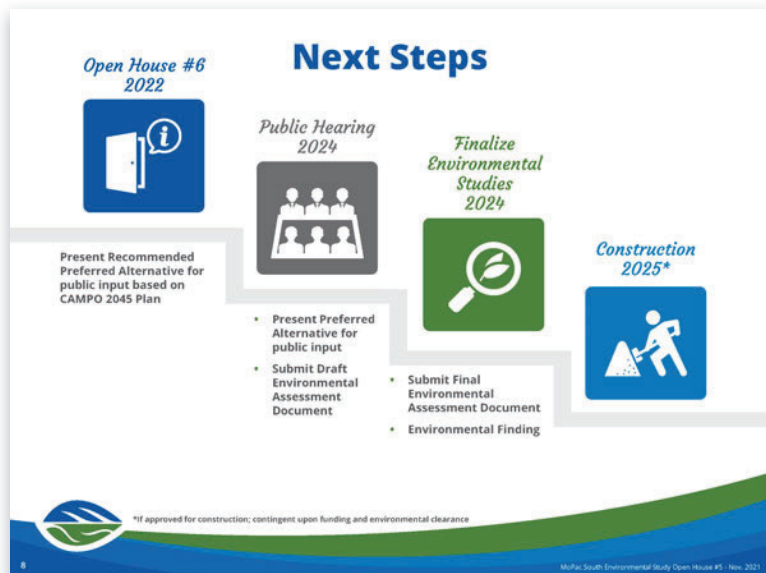 Next Steps
Open House #6
2022
Present Recommended
Preferred Alternative for
public input based on
CAMPO 2045 Plan
Public Hearing
2024
• Present Preferred
Alternative for
public input
• Submit Draft
Environmental
Assessment
Document
Finalize
Environmental
Studies
2024
• Submit Final
Environmental
Assessment Document
• Environmental Finding
Construction
2025*
*If approved for construction; contingent upon funding and environmental clearance
8
MoPac South Environmental Study Open House #5 - Nov. 2021